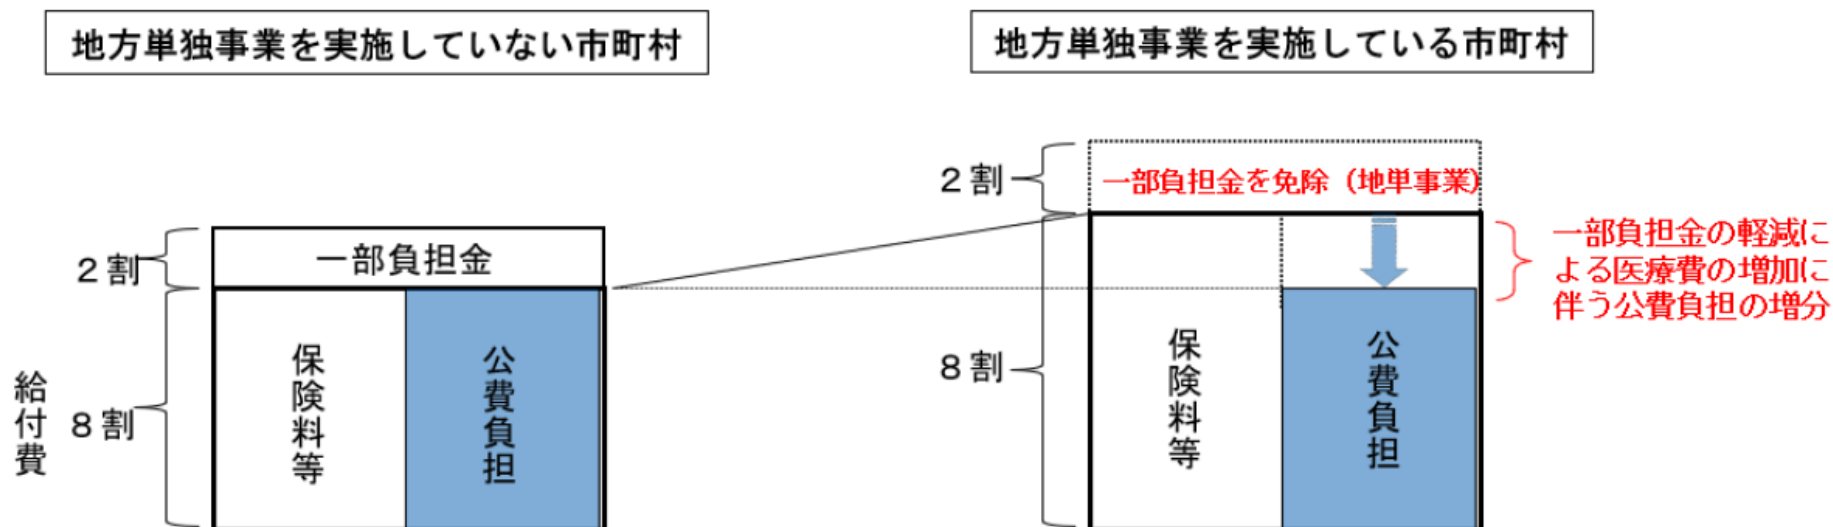 地方単独事業を実施していない市町村
地方単独事業を実施している市町村
2割
一部負担金
給付費
8割
保険料等
公費負担
2割
一部負担金を免除（地単事業）
8割
保険料等
公費負担
一部負担金の軽減に
よる医療費の増加に
伴う公費負担の増分